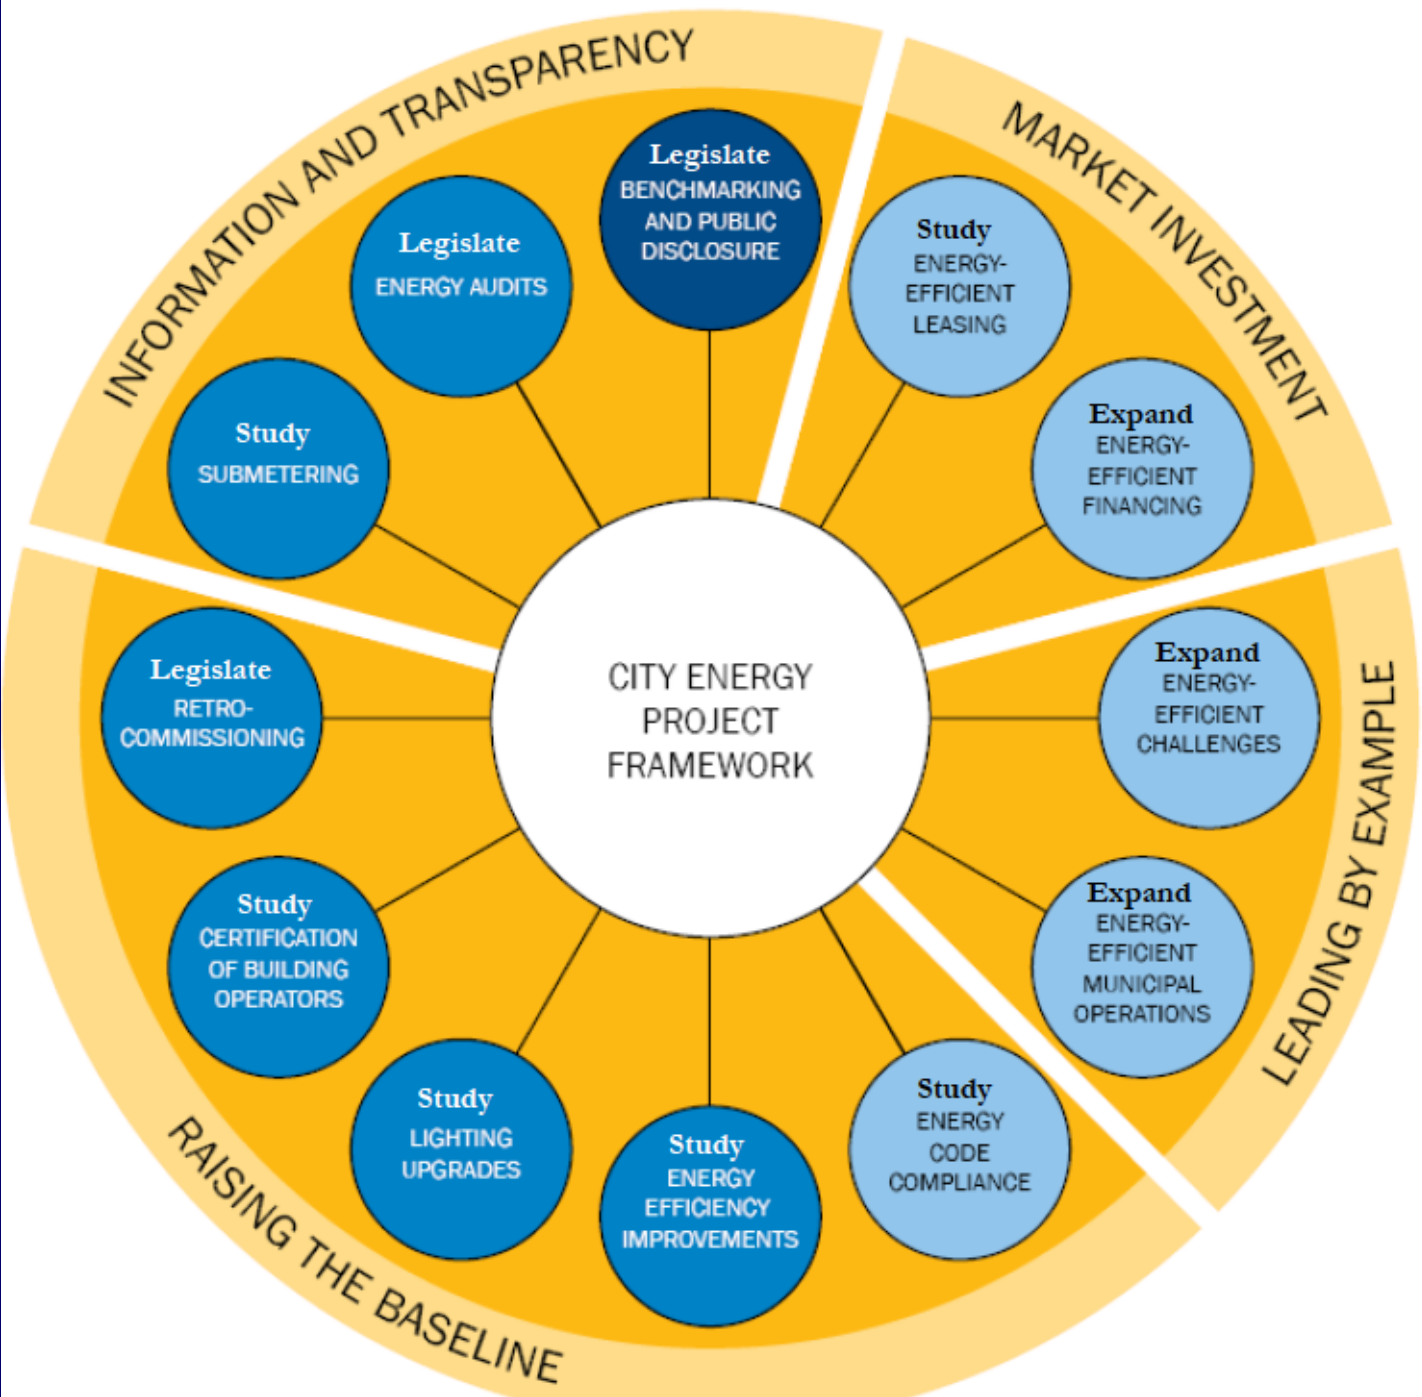 INFORMATION AND TRANSPARENCY
Legislate
BENCHMARKING
AND PUBLIC
DISCLOSURE
Legislate
ENERGY AUDITS
Study
SUBMETERING
MARKET INVESTMENT
Study
ENERGY-
EFFICIENT
LEASING
Expand
ENERGY-
EFFICIENT
FINANCING
LEADING BY EXAMPLE
Expand
ENERGY-
EFFICIENT
CHALLENGES
Expand
ENERGY-
EFFICIENT
MUNICIPAL
OPERATIONS
RAISING THE BASELINE
Study
ENERGY
CODE
COMPLIANCE
Study
ENERGY
EFFICIENCY
IMPROVEMENTS
Study
LIGHTING
UPGRADES
Study
CERTIFICATION
OF BUILDING
OPERATORS
Legislate
RETRO-
COMMISSIONING
CITY ENERGY
PROJECT
FRAMEWORK